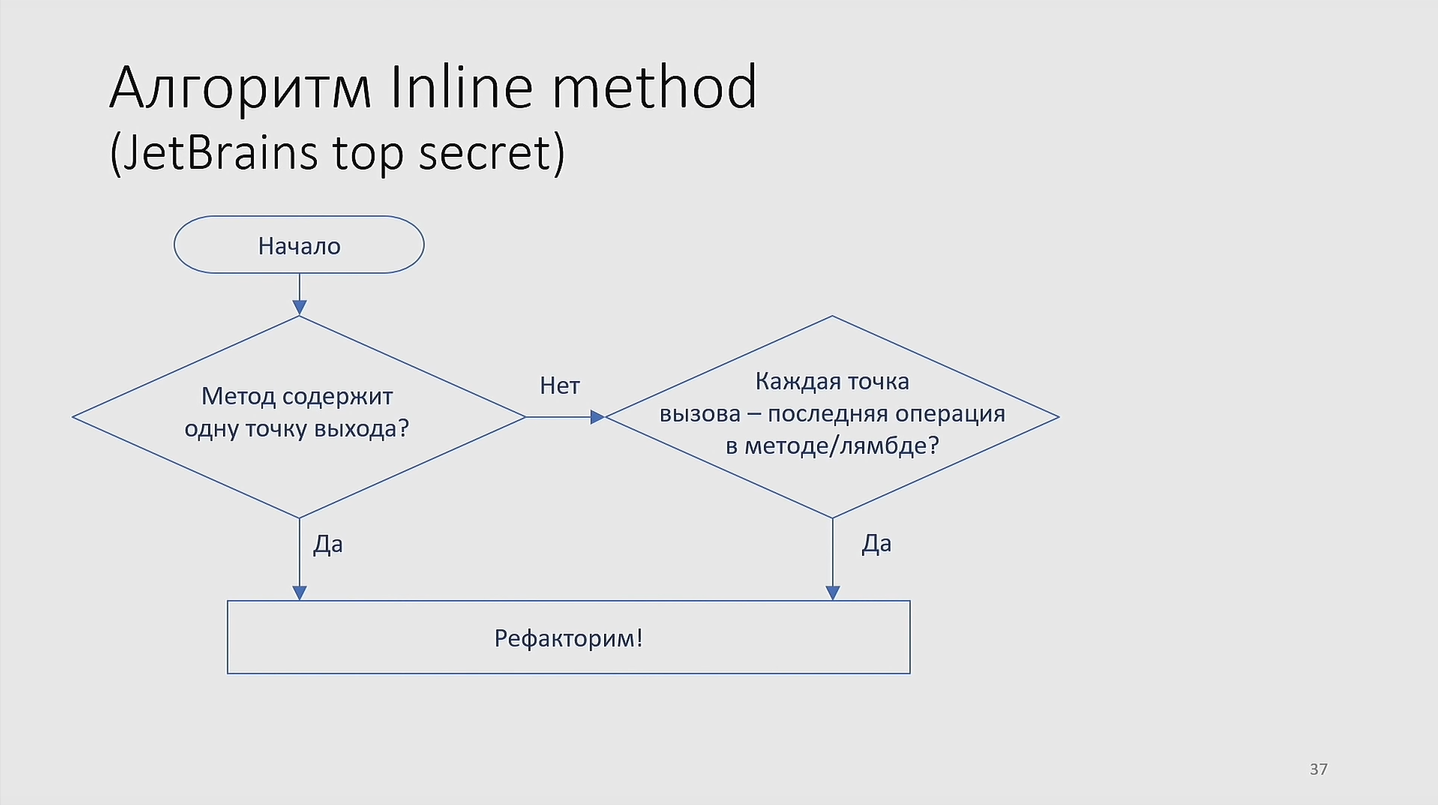 Алгоритм Inline method
(JetBrains top secret)
Начало
Метод содержит
одну точку выхода?
Нет
Каждая точка
вызова – последняя операция
в методе/лямбде?
Да
Да
Рефакторим!
37